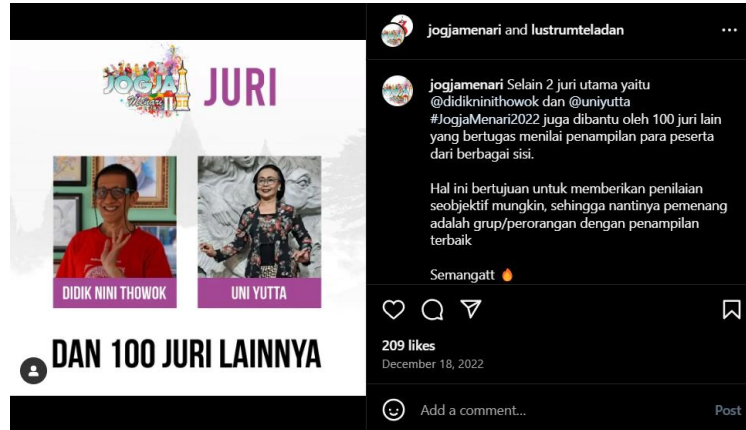 JOGJA
Menari
JURI
DIDIK NINI THOWOK
UNI YUTTA
DAN 100 JURI LAINNYA
jogjamenari and lustrumteladan
jogjamenari Selain 2 juri utama yaitu
@didikninithowok dan @uniyutta
#JogjaMenari2022 juga dibantu oleh 100 juri lain
yang bertugas menilai penampilan para peserta
dari berbagai sisi.
Hal ini bertujuan untuk memberikan penilaian
seobjektif mungkin, sehingga nantinya pemenang
adalah grup/perorangan dengan penampilan
terbaik
Semangatt 🔥
209 likes
December 18, 2022
Add a comment...
Post